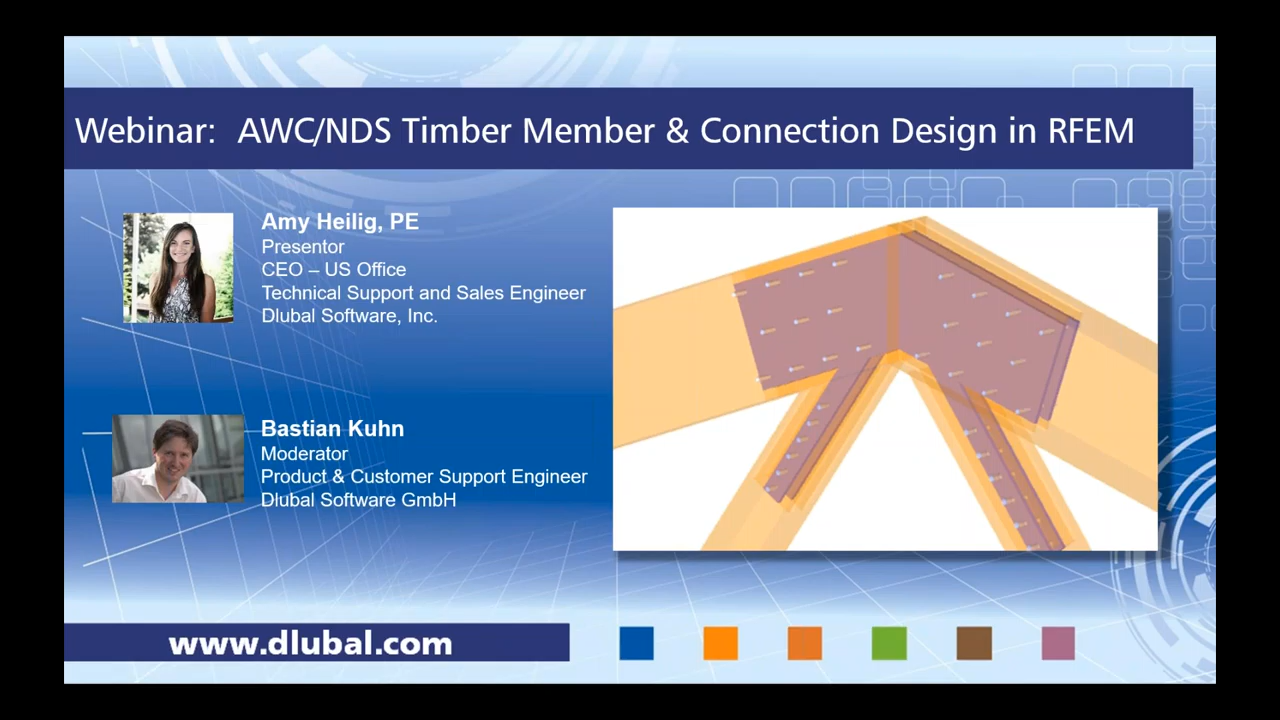 Webinar: AWC/NDS Timber Member & Connection Design in RFEM
Amy Heilig, PE
Presentor
CEO – US Office
Technical Support and Sales Engineer
Dlubal Software, Inc.
Bastian Kuhn
Moderator
Product & Customer Support Engineer
Dlubal Software GmbH
www.dlubal.com